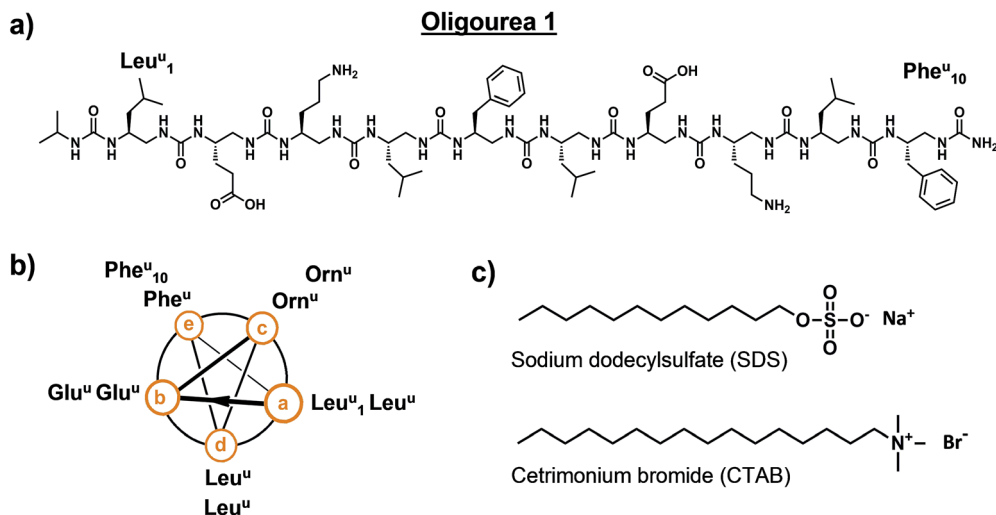 a)
Oligourea 1
Leuᵘ₁
NH₂
O
OH
Pheᵘ₁₀
O O O O O O
H H H H H H H H H H
N N N N N N N N N N
N N N N N N N N N N N NH₂
H H H H H H H H H H H
O O O O O
O
OH
NH₂
b)
Pheᵘ₁₀
Ornᵘ
Pheᵘ
Ornᵘ
e
c
Gluᵘ Gluᵘ
b
a
Leuᵘ₁ Leuᵘ
d
Leuᵘ
Leuᵘ
c)
O
O S O⁻ Na⁺
O
Sodium dodecylsulfate (SDS)
N⁺ Br⁻
Cetrimonium bromide (CTAB)